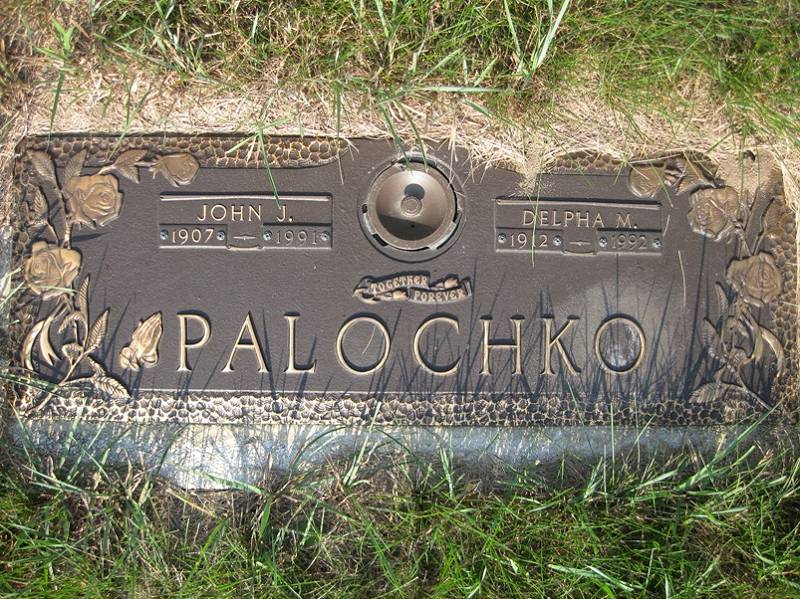 JOHN J.
1907 1991
DELPHA M.
1912 1992
TOGETHER
FOREVER
PALOCHKO